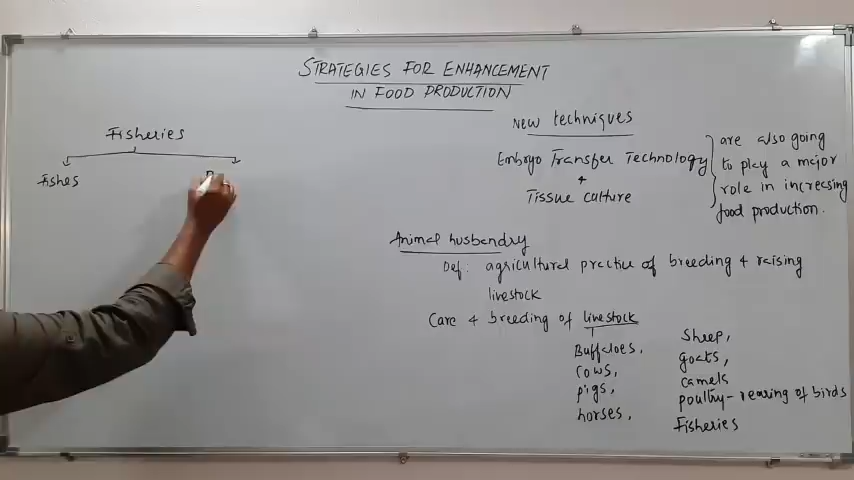 STRATEGIES FOR ENHANCEMENT
IN FOOD PRODUCTION
Fisheries
Fishes
New techniques
Embryo Transfer Technology
+
Tissue culture
are also going
to play a major
role in increasing
food production.
Animal husbandry
Def: agricultural practice of breeding & raising
livestock
Care & breeding of livestock
Buffaloes,
cows,
pigs,
horses,
Sheep,
goats,
camels
poultry - rearing of birds
Fisheries